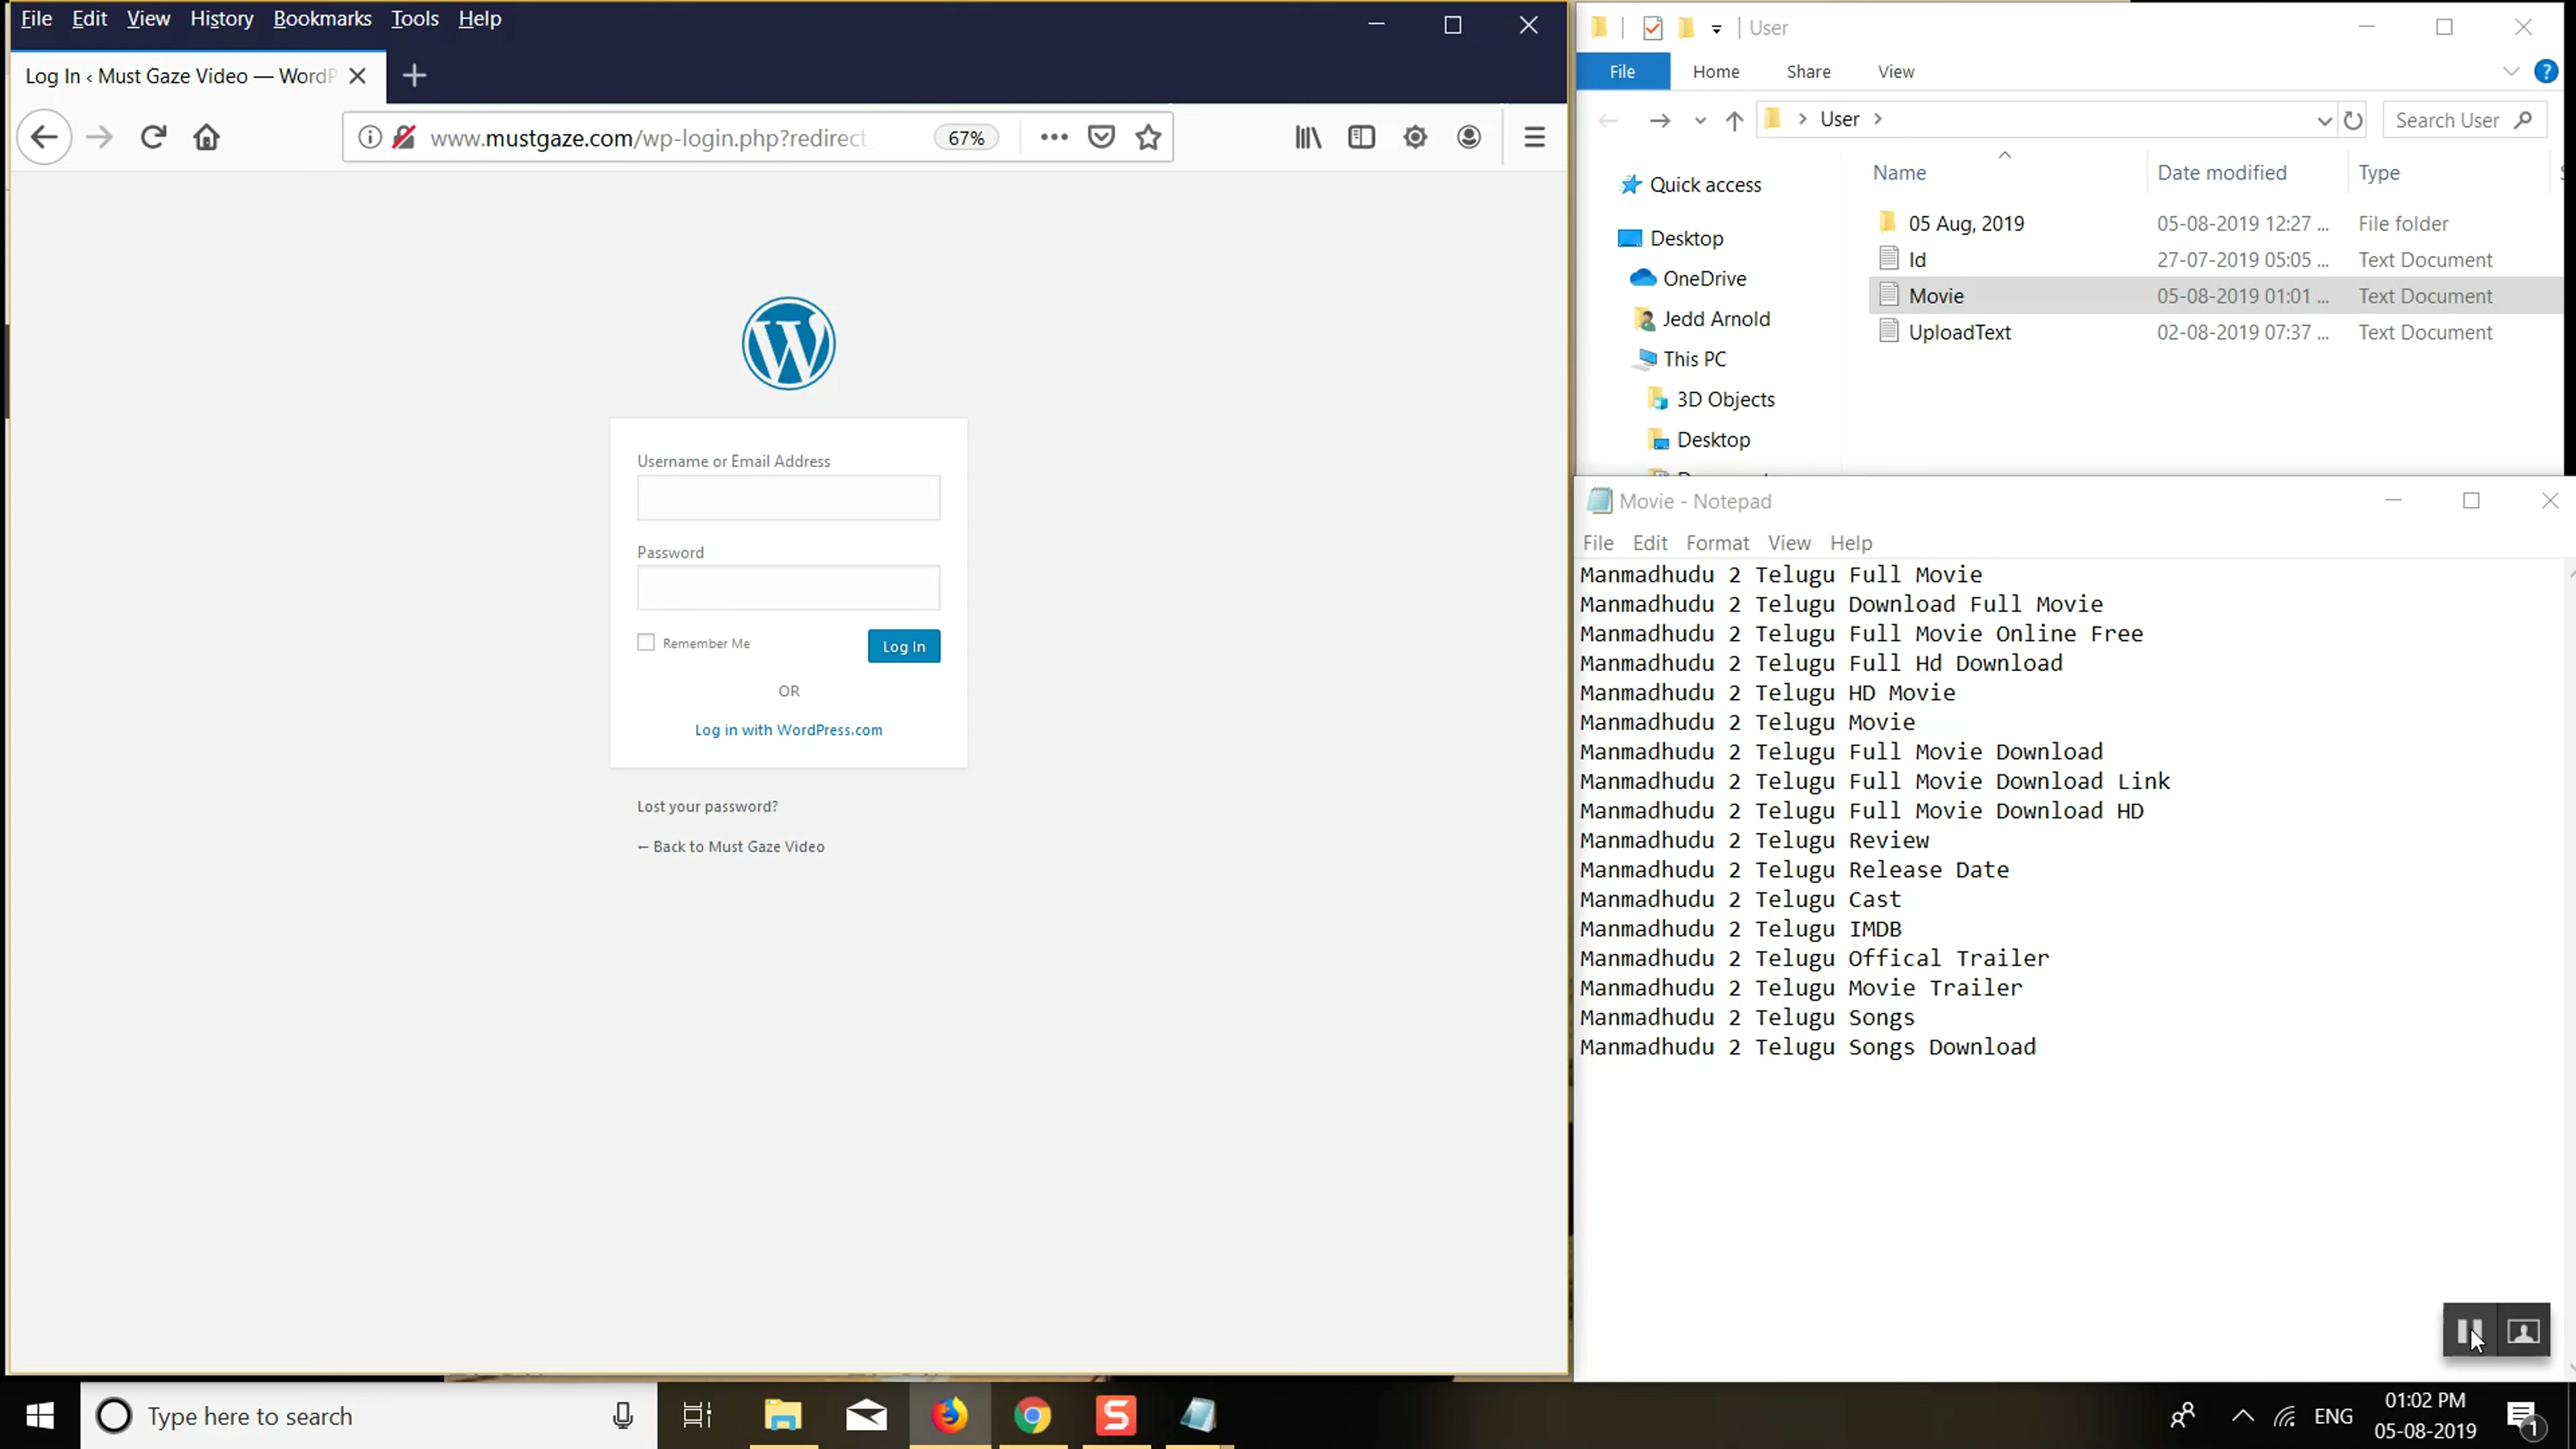 File Edit View History Bookmarks Tools Help
Log In ‹ Must Gaze Video — WordP
www.mustgaze.com/wp-login.php?redirect
67%
Username or Email Address
Password
Remember Me
Log In
OR
Log in with WordPress.com
Lost your password?
← Back to Must Gaze Video
User
File Home Share View
User
Search User
Name Date modified Type
Quick access
Desktop
OneDrive
Jedd Arnold
This PC
3D Objects
Desktop
05 Aug, 2019 05-08-2019 12:27 ... File folder
Id 27-07-2019 05:05 ... Text Document
Movie 05-08-2019 01:01 ... Text Document
UploadText 02-08-2019 07:37 ... Text Document
Movie - Notepad
File Edit Format View Help
Manmadhudu 2 Telugu Full Movie
Manmadhudu 2 Telugu Download Full Movie
Manmadhudu 2 Telugu Full Movie Online Free
Manmadhudu 2 Telugu Full Hd Download
Manmadhudu 2 Telugu HD Movie
Manmadhudu 2 Telugu Movie
Manmadhudu 2 Telugu Full Movie Download
Manmadhudu 2 Telugu Full Movie Download Link
Manmadhudu 2 Telugu Full Movie Download HD
Manmadhudu 2 Telugu Review
Manmadhudu 2 Telugu Release Date
Manmadhudu 2 Telugu Cast
Manmadhudu 2 Telugu IMDB
Manmadhudu 2 Telugu Offical Trailer
Manmadhudu 2 Telugu Movie Trailer
Manmadhudu 2 Telugu Songs
Manmadhudu 2 Telugu Songs Download
Type here to search
ENG
01:02 PM
05-08-2019
1